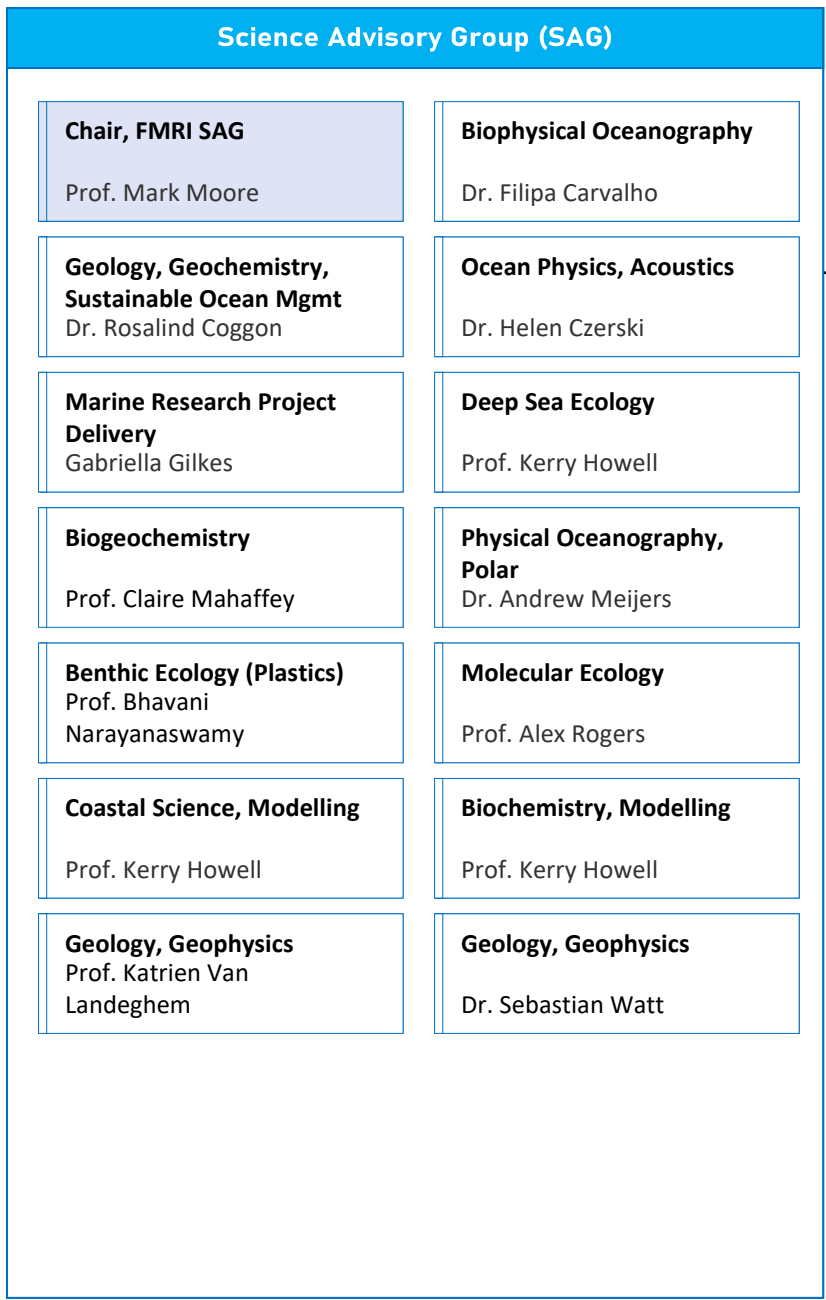 Science Advisory Group (SAG)
Chair, FMRI SAG
Prof. Mark Moore
Biophysical Oceanography
Dr. Filipa Carvalho
Geology, Geochemistry,
Sustainable Ocean Mgmt
Dr. Rosalind Coggon
Ocean Physics, Acoustics
Dr. Helen Czerski
Marine Research Project
Delivery
Gabriella Gilkes
Deep Sea Ecology
Prof. Kerry Howell
Biogeochemistry
Prof. Claire Mahaffey
Physical Oceanography,
Polar
Dr. Andrew Meijers
Benthic Ecology (Plastics)
Prof. Bhavani
Narayanaswamy
Molecular Ecology
Prof. Alex Rogers
Coastal Science, Modelling
Prof. Kerry Howell
Biochemistry, Modelling
Prof. Kerry Howell
Geology, Geophysics
Prof. Katrien Van
Landeghem
Geology, Geophysics
Dr. Sebastian Watt